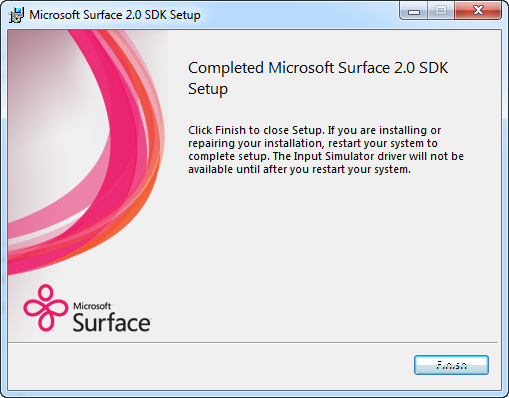 Microsoft Surface 2.0 SDK Setup
Completed Microsoft Surface 2.0 SDK
Setup
Click Finish to close Setup. If you are installing or
repairing your installation, restart your system to
complete setup. The Input Simulator driver will not be
available until after you restart your system.
Microsoft
Surface
Finish